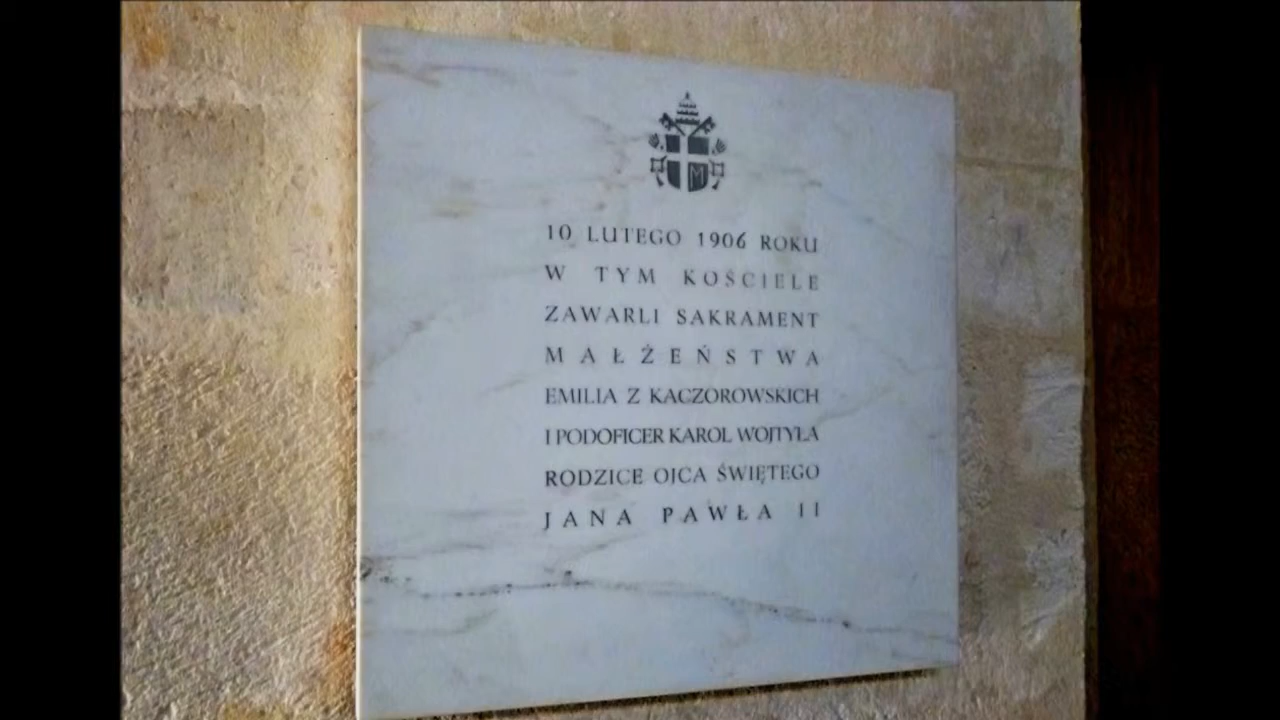 10 LUTEGO 1906 ROKU
W TYM KOŚCIELE
ZAWARLI SAKRAMENT
MAŁŻEŃSTWA
EMILIA Z KACZOROWSKICH
I PODOFICER KAROL WOJTYŁA
RODZICE OJCA ŚWIĘTEGO
JANA PAWŁA II